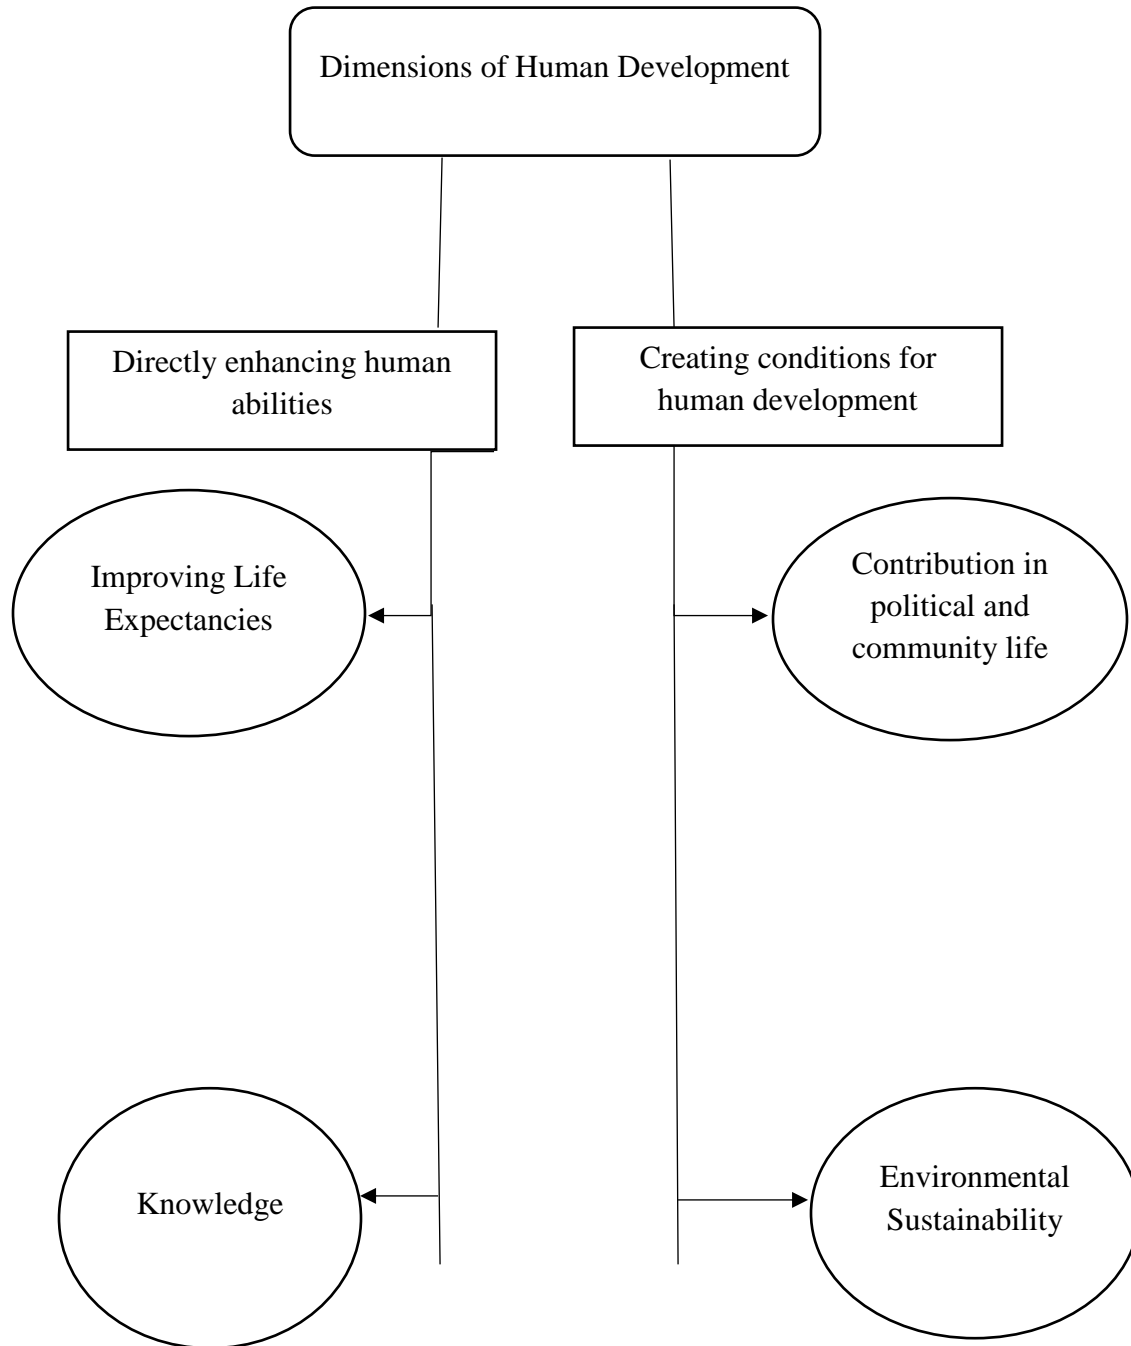 Dimensions of Human Development
Directly enhancing human
abilities
Creating conditions for
human development
Improving Life
Expectancies
Contribution in
political and
community life
Knowledge
Environmental
Sustainability